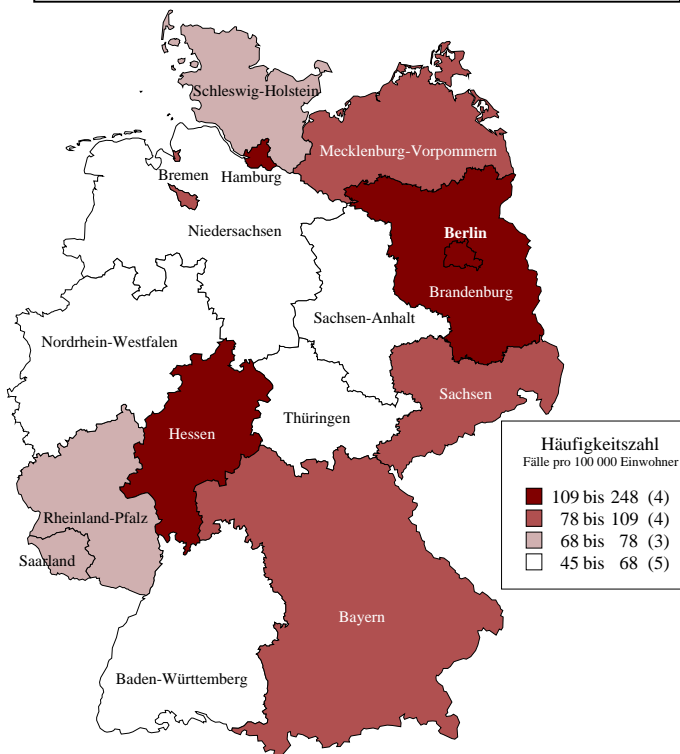 Schleswig-Holstein
Mecklenburg-Vorpommern
Bremen
Hamburg
Niedersachsen
Berlin
Brandenburg
Sachsen-Anhalt
Nordrhein-Westfalen
Sachsen
Thüringen
Hessen
Häufigkeitszahl
Fälle pro 100 000 Einwohner
109 bis 248 (4)
78 bis 109 (4)
68 bis 78 (3)
45 bis 68 (5)
Rheinland-Pfalz
Saarland
Bayern
Baden-Württemberg